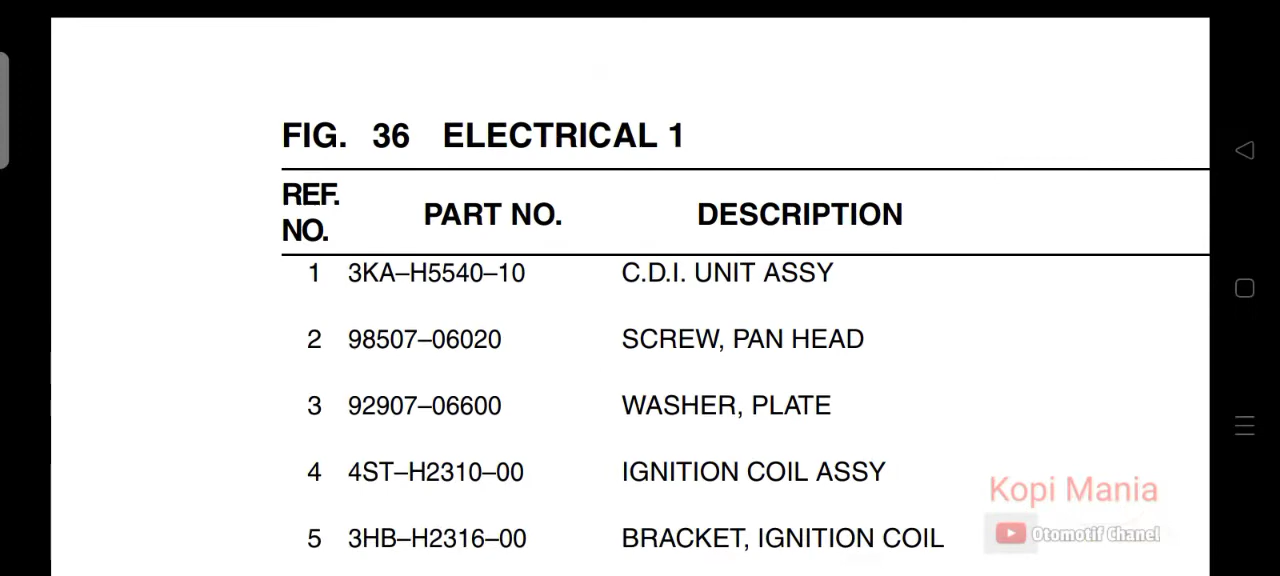 FIG. 36 ELECTRICAL 1
REF. NO. PART NO. DESCRIPTION
1 3KA–H5540–10 C.D.I. UNIT ASSY
2 98507–06020 SCREW, PAN HEAD
3 92907–06600 WASHER, PLATE
4 4ST–H2310–00 IGNITION COIL ASSY
5 3HB–H2316–00 BRACKET, IGNITION COIL
Kopi Mania
Otomotif Chanel